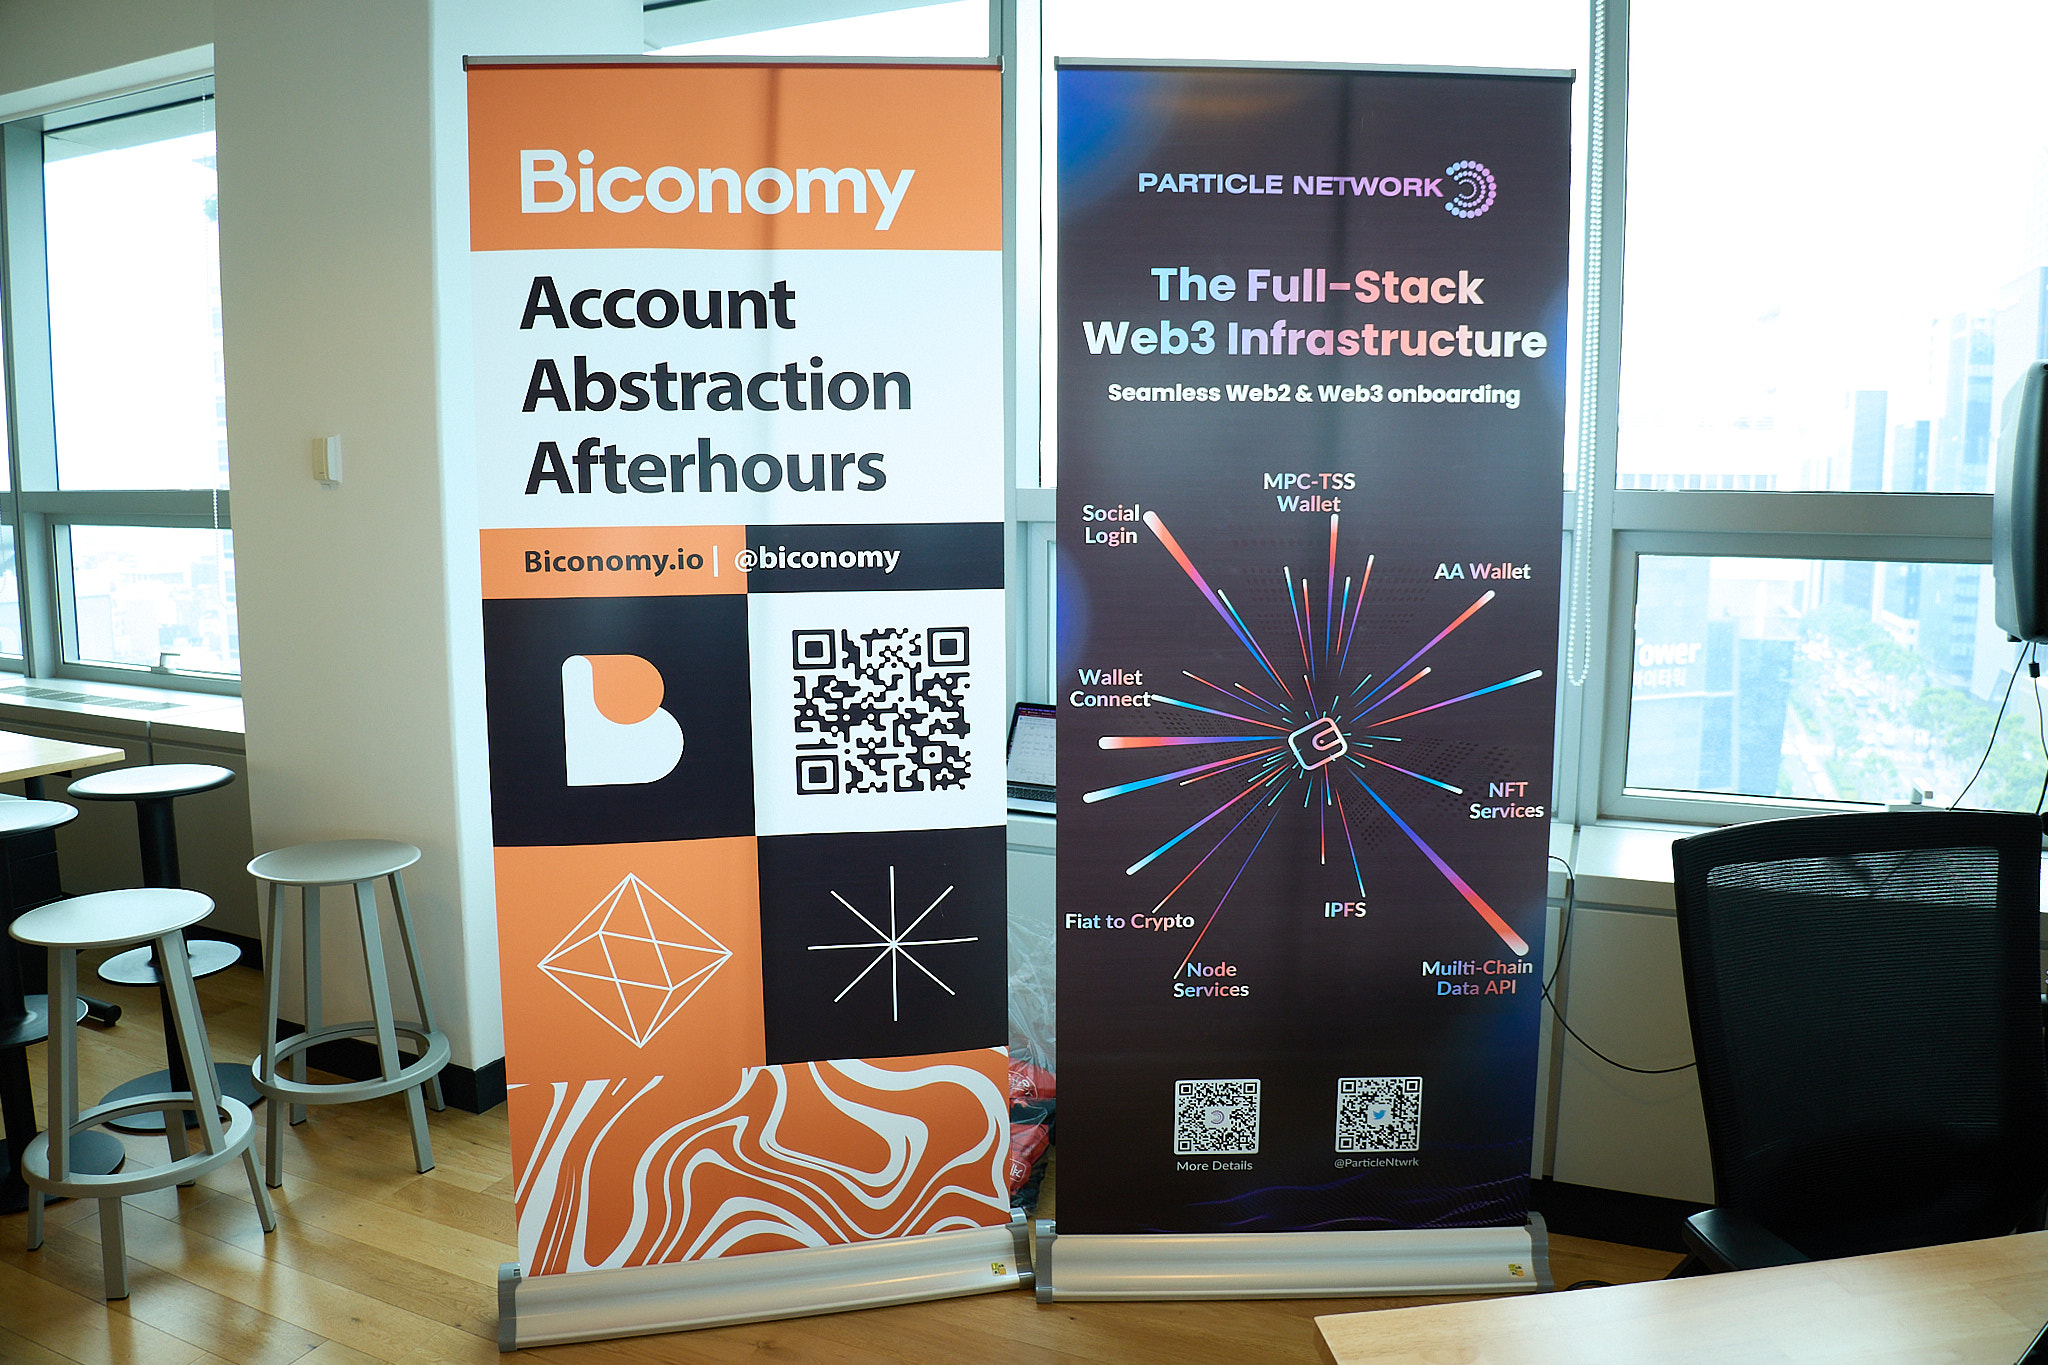 Biconomy
Account
Abstraction
Afterhours
Biconomy.io | @biconomy
PARTICLE NETWORK
The Full-Stack
Web3 Infrastructure
Seamless Web2 & Web3 onboarding
MPC-TSS
Wallet
Social
Login
AA Wallet
Wallet
Connect
NFT
Services
Fiat to Crypto
IPFS
Node
Services
Muilti-Chain
Data API
More Details
@ParticleNtwrk
Tower